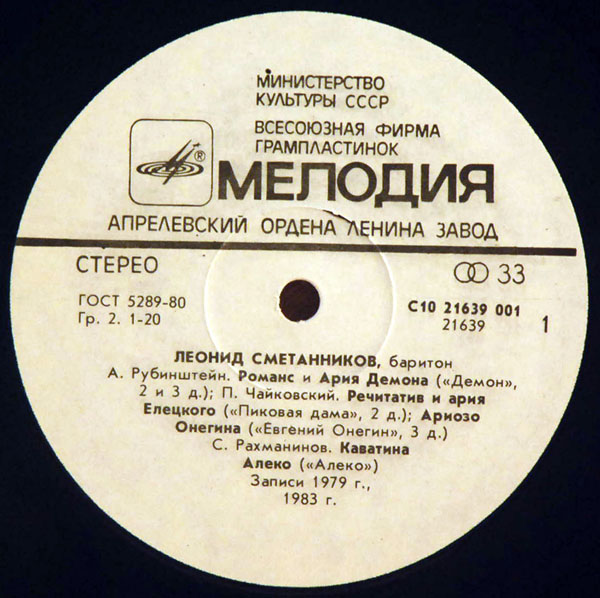 МИНИСТЕРСТВО
КУЛЬТУРЫ СССР
ВСЕСОЮЗНАЯ ФИРМА
ГРАМПЛАСТИНОК
® МЕЛОДИЯ
АПРЕЛЕВСКИЙ ОРДЕНА ЛЕНИНА ЗАВОД
СТЕРЕО 33
ГОСТ 5289-80 С10 21639 001
Гр. 2. 1-20 21639 1
ЛЕОНИД СМЕТАННИКОВ, баритон
А. Рубинштейн. Романс и Ария Демона («Демон»,
2 и 3 д.); П. Чайковский. Речитатив и ария
Елецкого («Пиковая дама», 2 д.); Ариозо
Онегина («Евгений Онегин», 3 д.)
С. Рахманинов. Каватина
Алеко («Алеко»)
Записи 1979 г.,
1983 г.